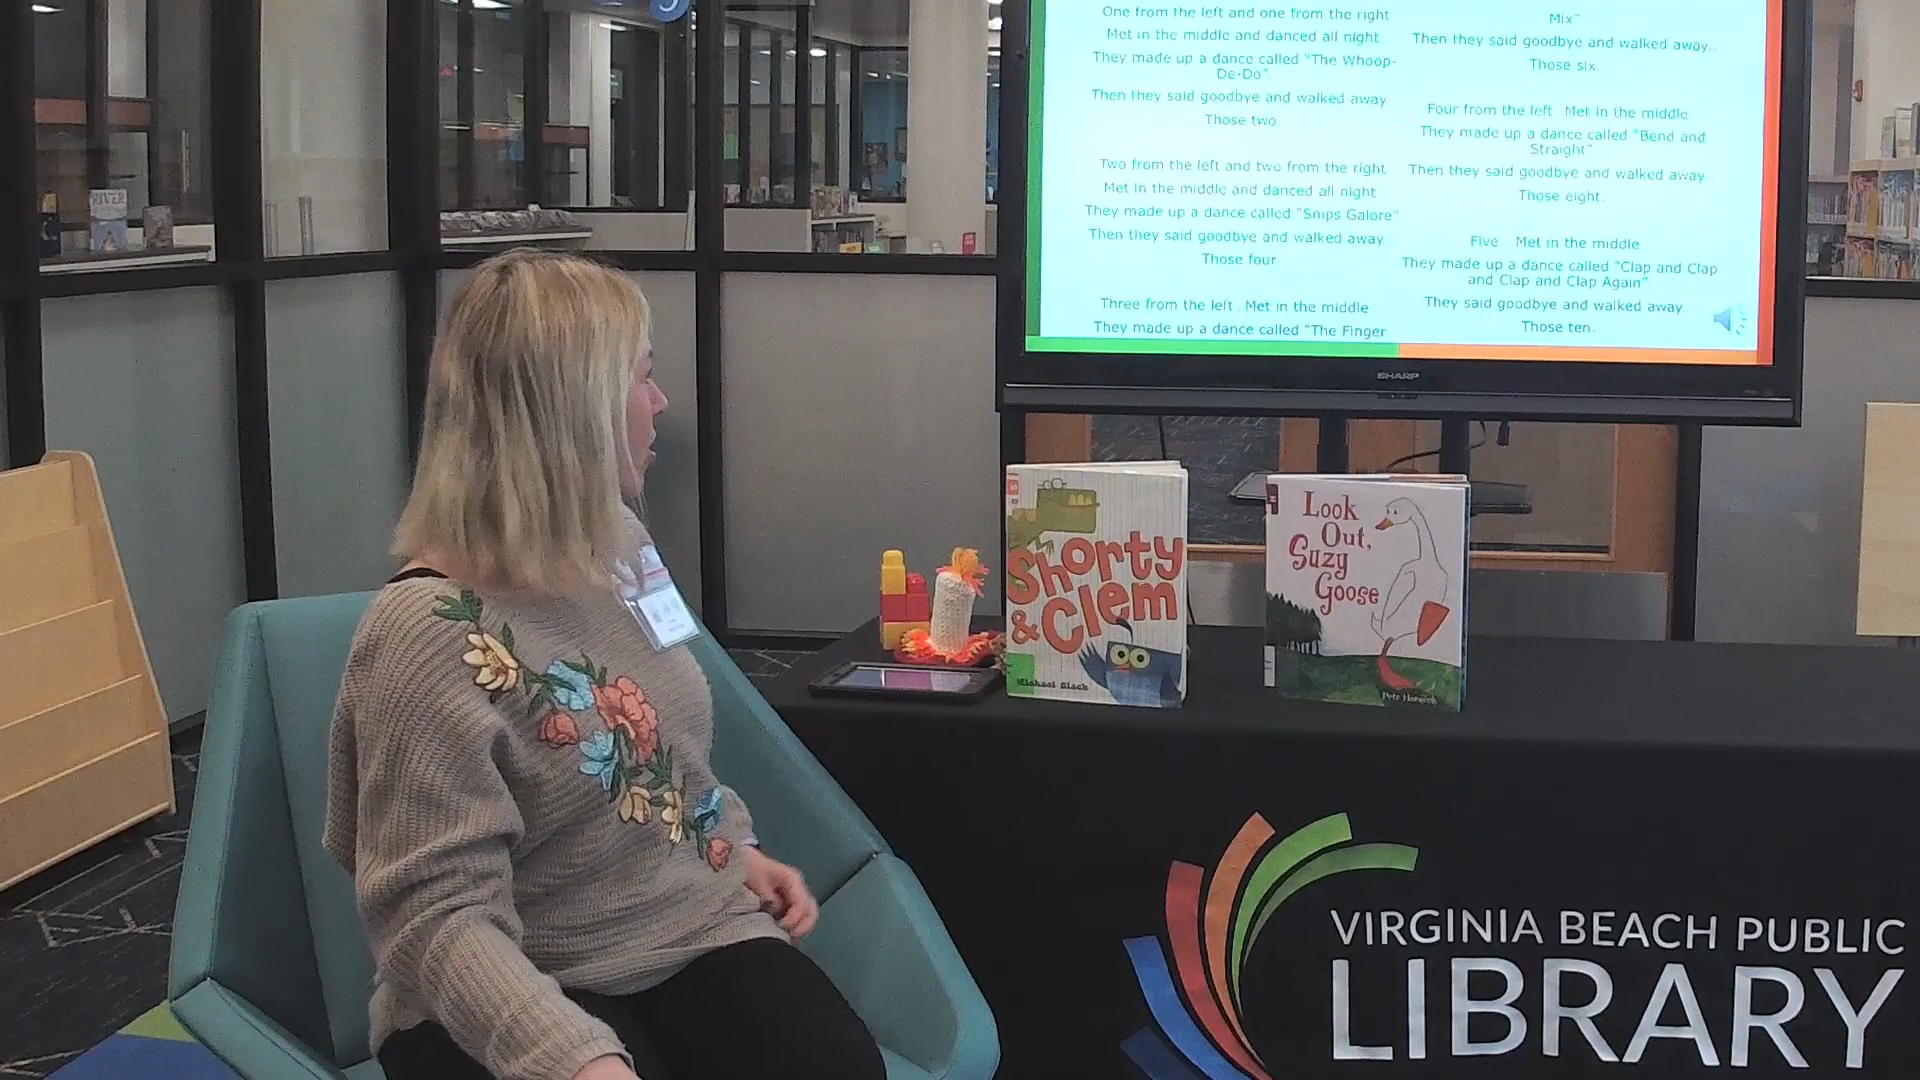 One from the left and one from the right
Met in the middle and danced all night
They made up a dance called "The Whoop-
De-Do".
Then they said goodbye and walked away
Those two
Two from the left and two from the right
Met in the middle and danced all night
They made up a dance called "Snips Galore"
Then they said goodbye and walked away
Those four
Three from the left . Met in the middle
They made up a dance called "The Finger
Mix"
Then they said goodbye and walked away..
Those six.
Four from the left Met in the middle
They made up a dance called "Bend and
Straight"
Then they said goodbye and walked away .
Those eight.
Five Met in the middle
They made up a dance called "Clap and Clap
and Clap and Clap Again"
They said goodbye and walked away..
Those ten.
SHARP
Shorty
& Clem
Michael Slack
Look
Out,
Suzy
Goose
VIRGINIA BEACH PUBLIC
LIBRARY